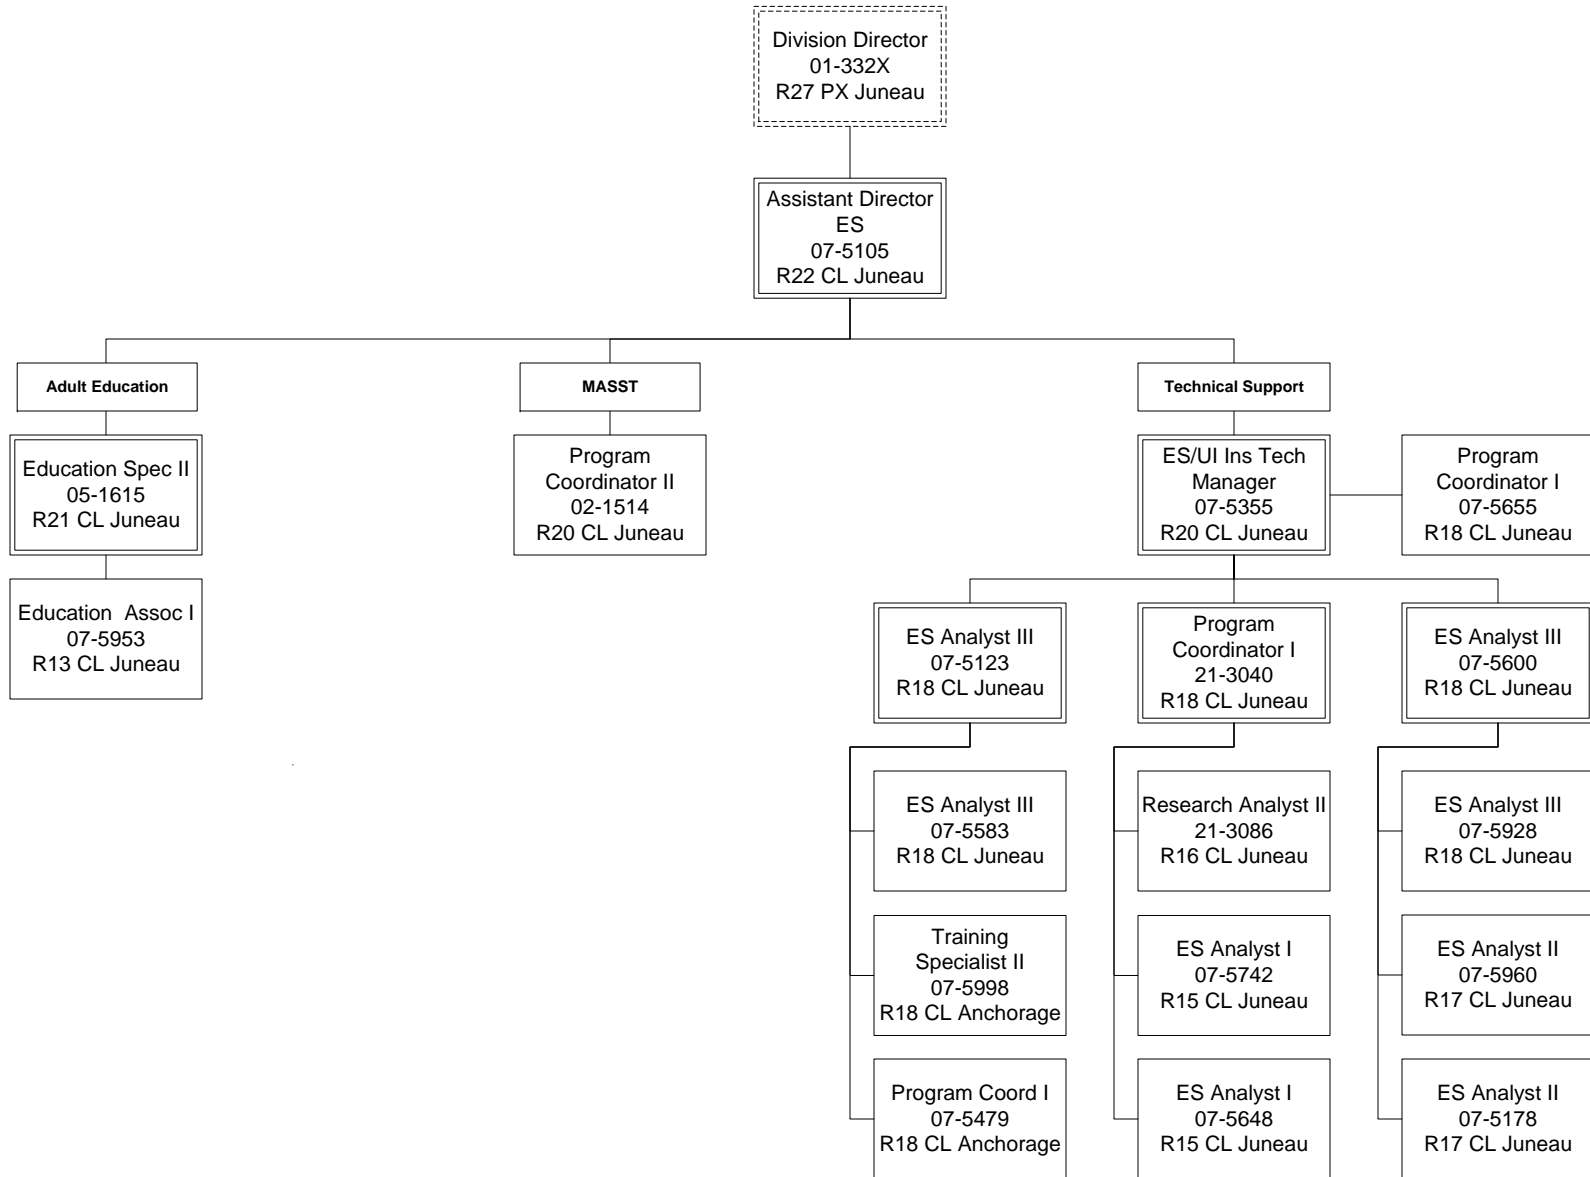 Division Director
01-332X
R27 PX Juneau
Assistant Director
ES
07-5105
R22 CL Juneau
Adult Education
MASST
Technical Support
Education Spec II
05-1615
R21 CL Juneau
Program
Coordinator II
02-1514
R20 CL Juneau
ES/UI Ins Tech
Manager
07-5355
R20 CL Juneau
Program
Coordinator I
07-5655
R18 CL Juneau
Education  Assoc I
07-5953
R13 CL Juneau
ES Analyst III
07-5123
R18 CL Juneau
Program
Coordinator I
21-3040
R18 CL Juneau
ES Analyst III
07-5600
R18 CL Juneau
ES Analyst III
07-5583
R18 CL Juneau
Research Analyst II
21-3086
R16 CL Juneau
ES Analyst III
07-5928
R18 CL Juneau
Training
Specialist II
07-5998
R18 CL Anchorage
ES Analyst I
07-5742
R15 CL Juneau
ES Analyst II
07-5960
R17 CL Juneau
Program Coord I
07-5479
R18 CL Anchorage
ES Analyst I
07-5648
R15 CL Juneau
ES Analyst II
07-5178
R17 CL Juneau